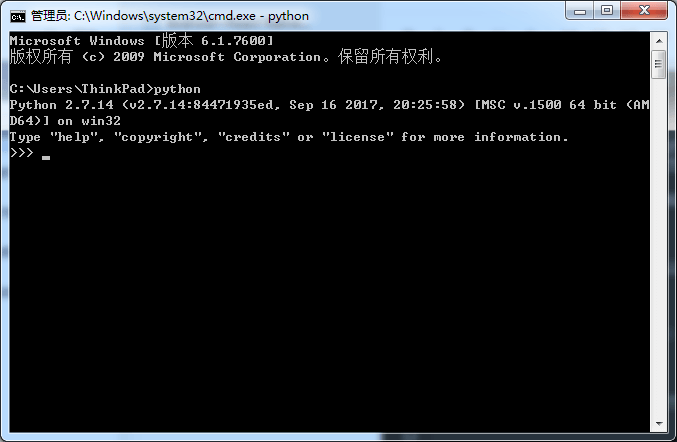 管理员: C:\Windows\system32\cmd.exe - python
Microsoft Windows [版本 6.1.7600]
版权所有 (c) 2009 Microsoft Corporation。保留所有权利。
C:\Users\ThinkPad>python
Python 2.7.14 (v2.7.14:84471935ed, Sep 16 2017, 20:25:58) [MSC v.1500 64 bit (AM
D64)] on win32
Type "help", "copyright", "credits" or "license" for more information.
>>>